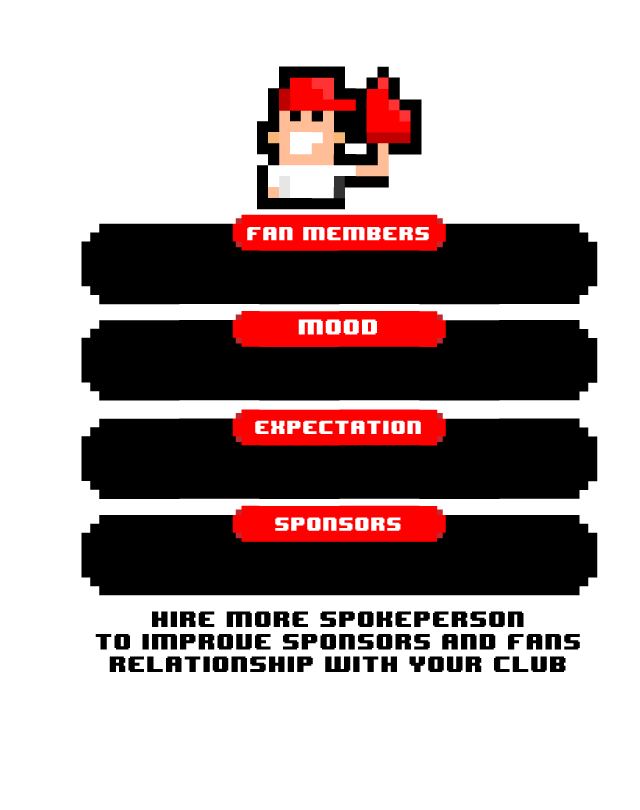 FAN MEMBERS
MOOD
EXPECTATION
SPONSORS
HIRE MORE SPOKEPERSON
TO IMPROVE SPONSORS AND FANS
RELATIONSHIP WITH YOUR CLUB